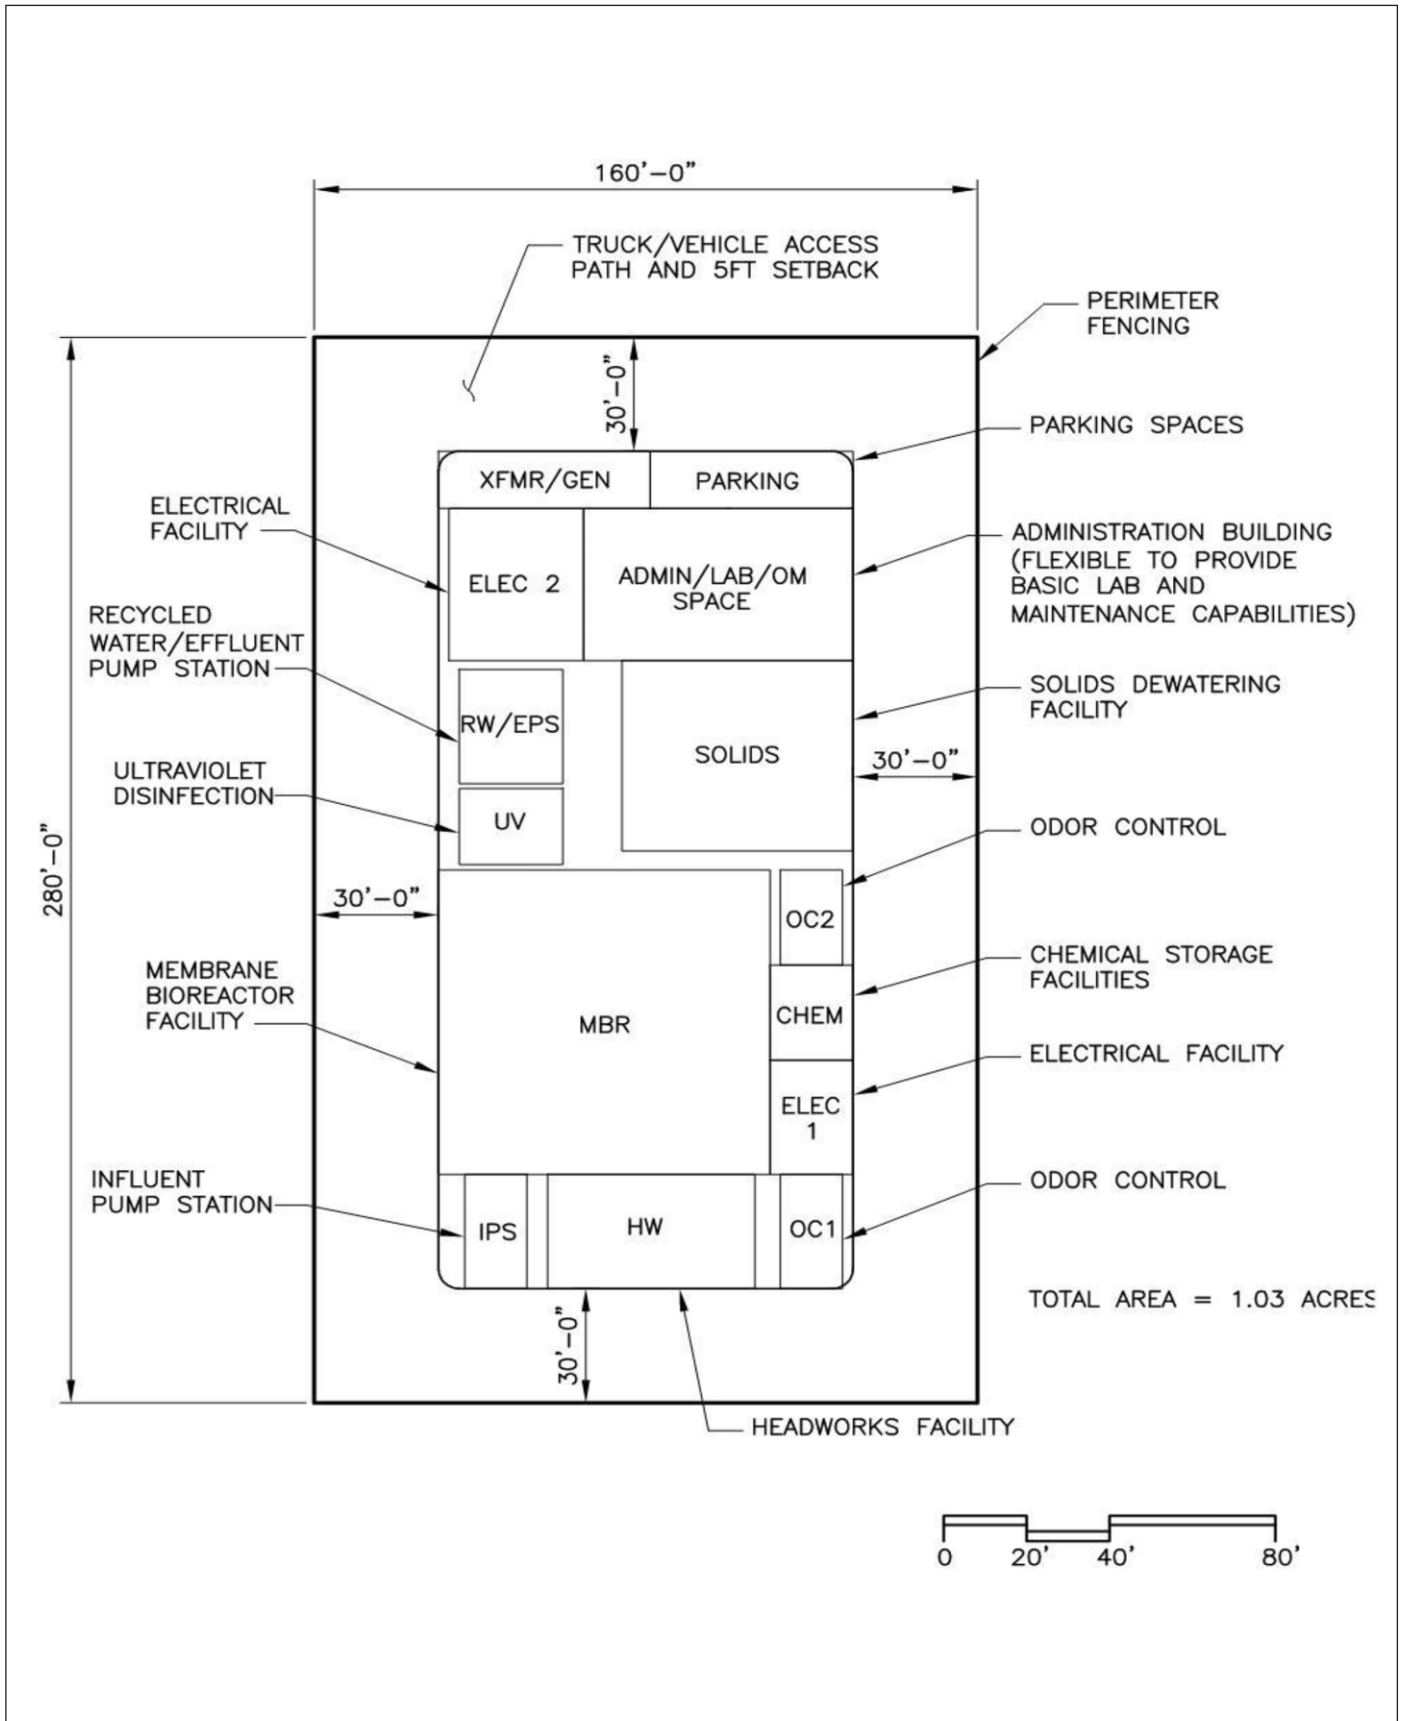 160'-0"
TRUCK/VEHICLE ACCESS
PATH AND 5FT SETBACK
PERIMETER
FENCING
30'-0"
PARKING SPACES
XFMR/GEN
PARKING
ELECTRICAL
FACILITY
ELEC 2
ADMIN/LAB/OM
SPACE
ADMINISTRATION BUILDING
(FLEXIBLE TO PROVIDE
BASIC LAB AND
MAINTENANCE CAPABILITIES)
RECYCLED
WATER/EFFLUENT
PUMP STATION
RW/EPS
SOLIDS
SOLIDS DEWATERING
FACILITY
30'-0"
ULTRAVIOLET
DISINFECTION
UV
ODOR CONTROL
280'-0"
30'-0"
OC2
MEMBRANE
BIOREACTOR
FACILITY
MBR
CHEM
CHEMICAL STORAGE
FACILITIES
ELECTRICAL FACILITY
ELEC
1
INFLUENT
PUMP STATION
IPS
HW
OC1
ODOR CONTROL
TOTAL AREA = 1.03 ACRES
30'-0"
HEADWORKS FACILITY
0 20' 40' 80'